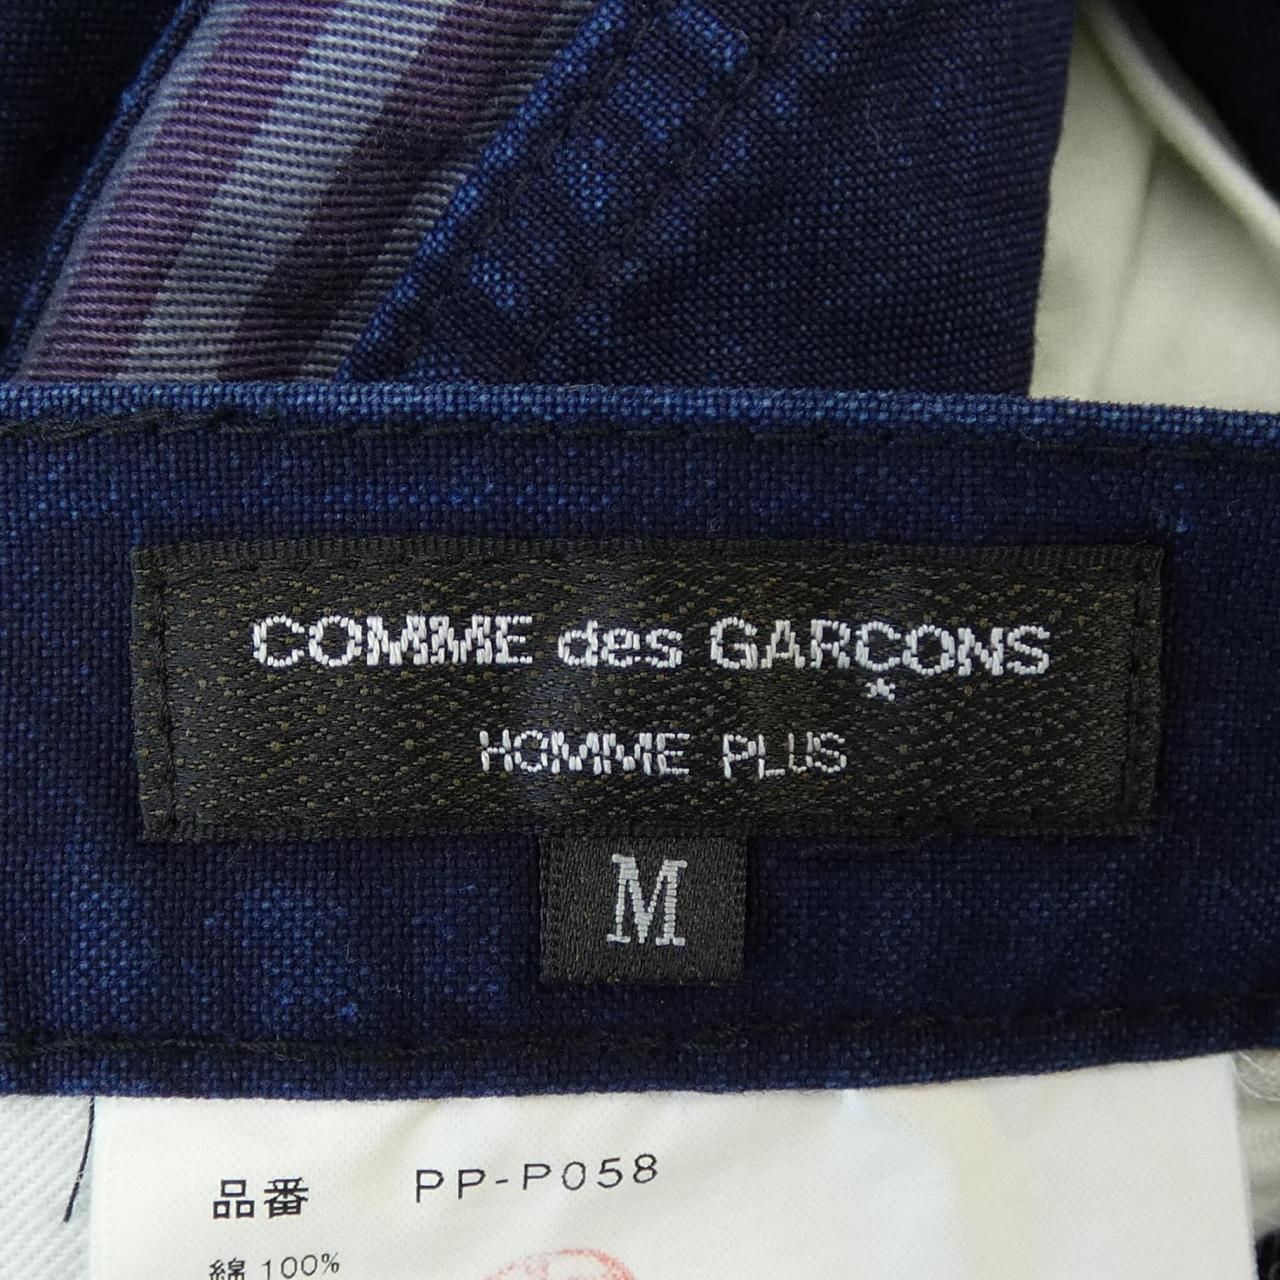 COMME des GARÇONS
HOMME PLUS
M
品番 PP-P058
綿 100%